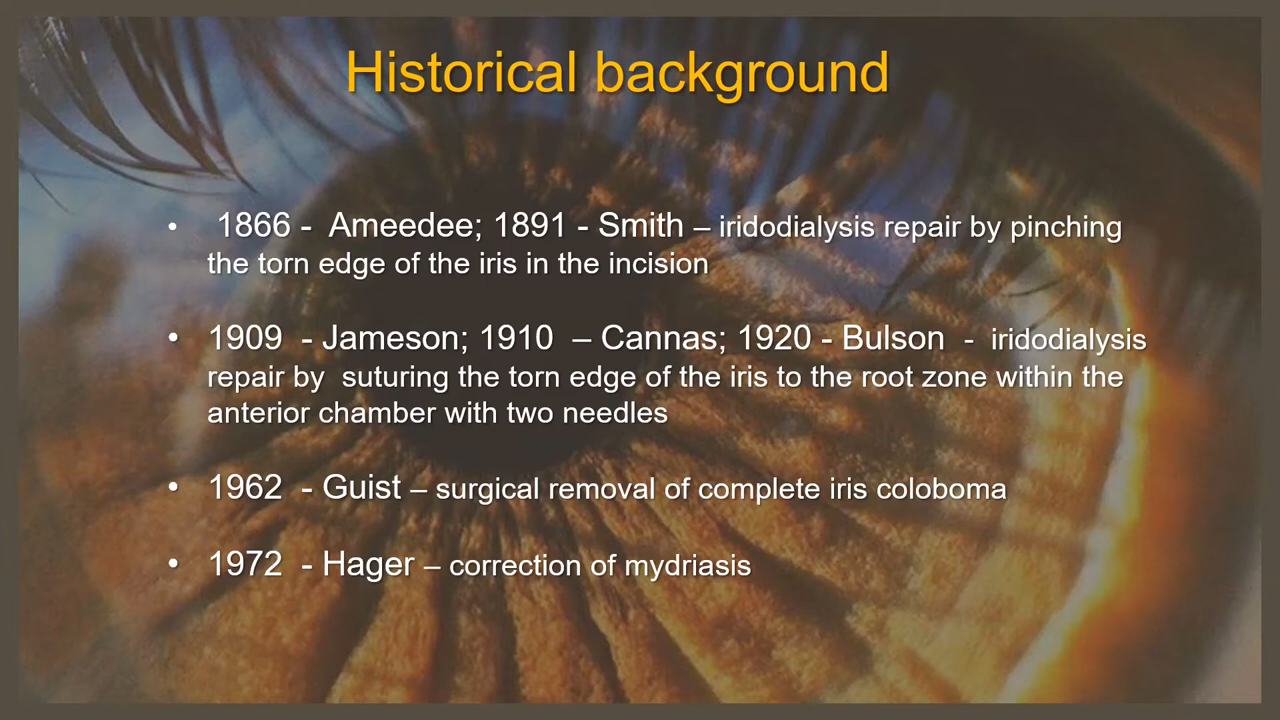 Historical background
• 1866 - Ameedee; 1891 - Smith – iridodialysis repair by pinching
the torn edge of the iris in the incision
• 1909 - Jameson; 1910 – Cannas; 1920 - Bulson - iridodialysis
repair by suturing the torn edge of the iris to the root zone within the
anterior chamber with two needles
• 1962 - Guist – surgical removal of complete iris coloboma
• 1972 - Hager – correction of mydriasis